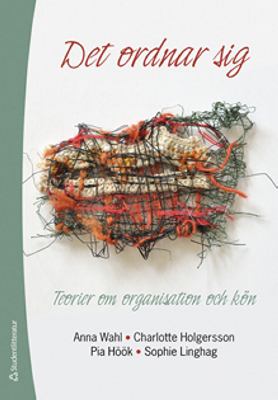 Det ordnar sig
Teorier om organisation och kön
Anna Wahl • Charlotte Holgersson
Pia Höök • Sophie Linghag
Studentlitteratur